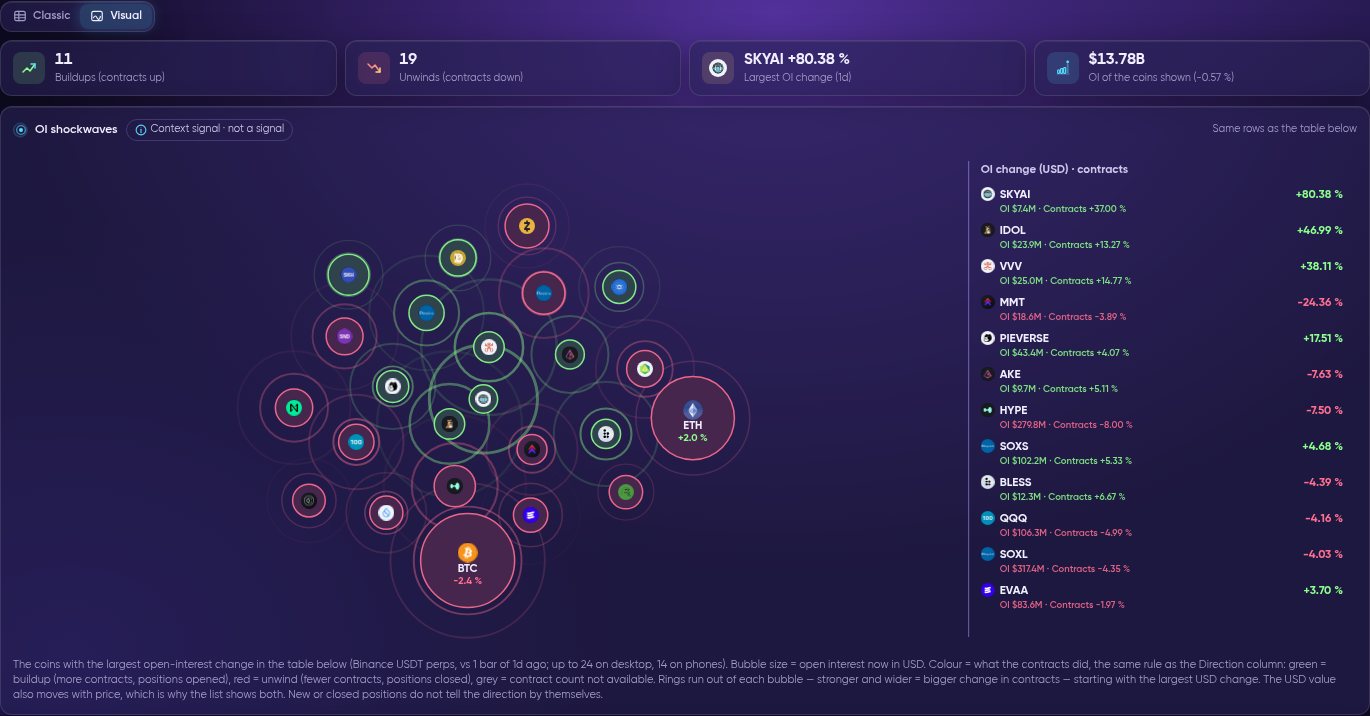 Classic
Visual
11
Buildups (contracts up)
19
Unwinds (contracts down)
SKYAI +80.38 %
Largest OI change (1d)
$13.78B
OI of the coins shown (-0.57 %)
OI shockwaves
Context signal · not a signal
Same rows as the table below
ETH
+2.0 %
BTC
-2.4 %
100
OI change (USD) · contracts
SKYAI
+80.38 %
OI $7.4M · Contracts +37.00 %
IDOL
+46.99 %
OI $23.9M · Contracts +13.27 %
VVV
+38.11 %
OI $25.0M · Contracts +14.77 %
MMT
-24.36 %
OI $18.6M · Contracts -3.89 %
PIEVERSE
+17.51 %
OI $43.4M · Contracts +4.07 %
AKE
-7.63 %
OI $9.7M · Contracts +5.11 %
HYPE
-7.50 %
OI $279.8M · Contracts -8.00 %
SOXS
+4.68 %
OI $102.2M · Contracts +5.33 %
BLESS
-4.39 %
OI $12.3M · Contracts +6.67 %
100
QQQ
-4.16 %
OI $106.3M · Contracts -4.99 %
SOXL
-4.03 %
OI $317.4M · Contracts -4.35 %
EVAA
+3.70 %
OI $83.6M · Contracts -1.97 %
The coins with the largest open-interest change in the table below (Binance USDT perps, vs 1 bar of 1d ago; up to 24 on desktop, 14 on phones). Bubble size = open interest now in USD. Colour = what the contracts did, the same rule as the Direction column: green =
buildup (more contracts, positions opened), red = unwind (fewer contracts, positions closed), grey = contract count not available. Rings run out of each bubble — stronger and wider = bigger change in contracts — starting with the largest USD change. The USD value
also moves with price, which is why the list shows both. New or closed positions do not tell the direction by themselves.